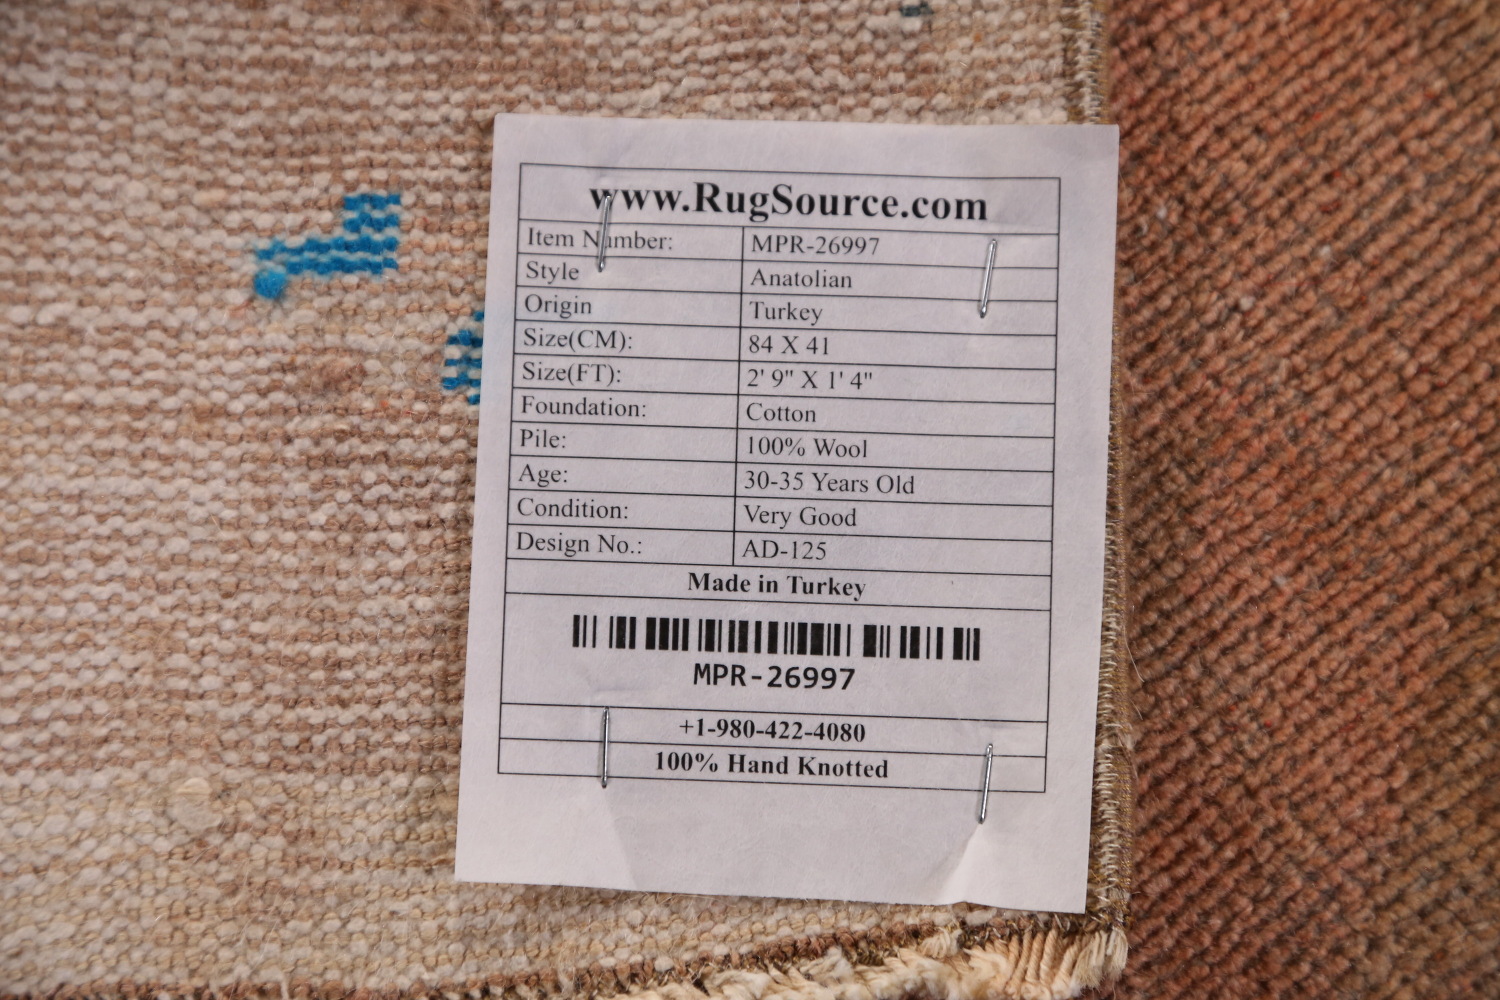 www.RugSource.com
Item Number: MPR-26997
Style Anatolian
Origin Turkey
Size(CM): 84 X 41
Size(FT): 2' 9" X 1' 4"
Foundation: Cotton
Pile: 100% Wool
Age: 30-35 Years Old
Condition: Very Good
Design No.: AD-125
Made in Turkey
MPR-26997
+1-980-422-4080
100% Hand Knotted